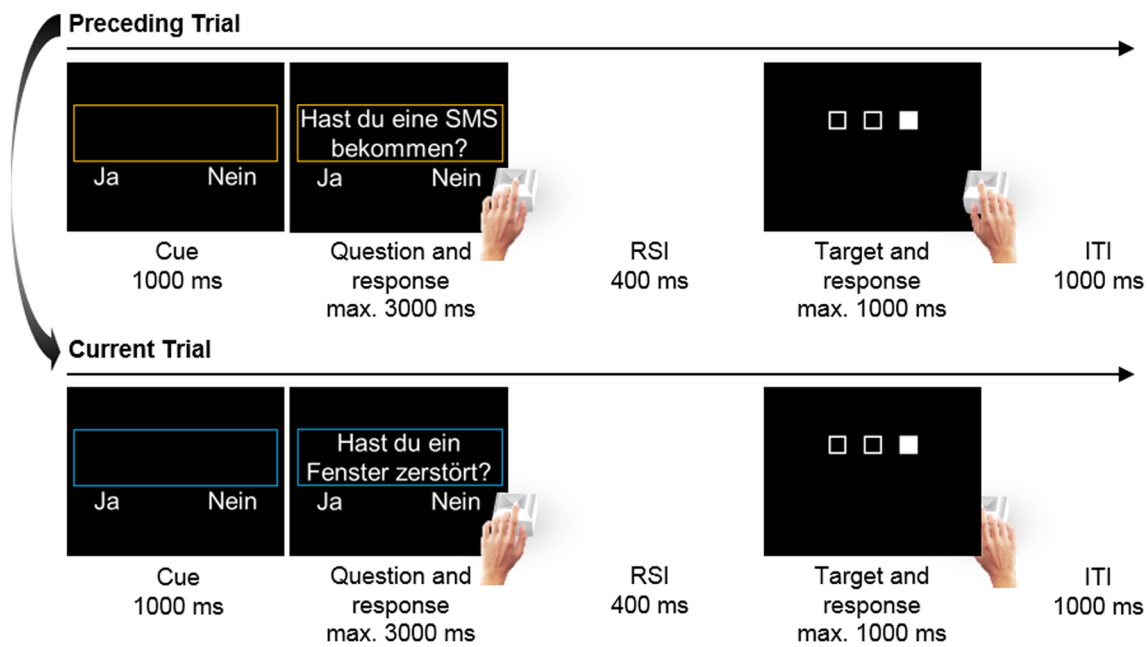 Preceding Trial
Hast du eine SMS
bekommen?
Ja Nein
Ja Nein
Cue
1000 ms
Question and
response
max. 3000 ms
RSI
400 ms
Target and
response
max. 1000 ms
ITI
1000 ms
Current Trial
Hast du ein
Fenster zerstört?
Ja Nein
Ja Nein
Cue
1000 ms
Question and
response
max. 3000 ms
RSI
400 ms
Target and
response
max. 1000 ms
ITI
1000 ms